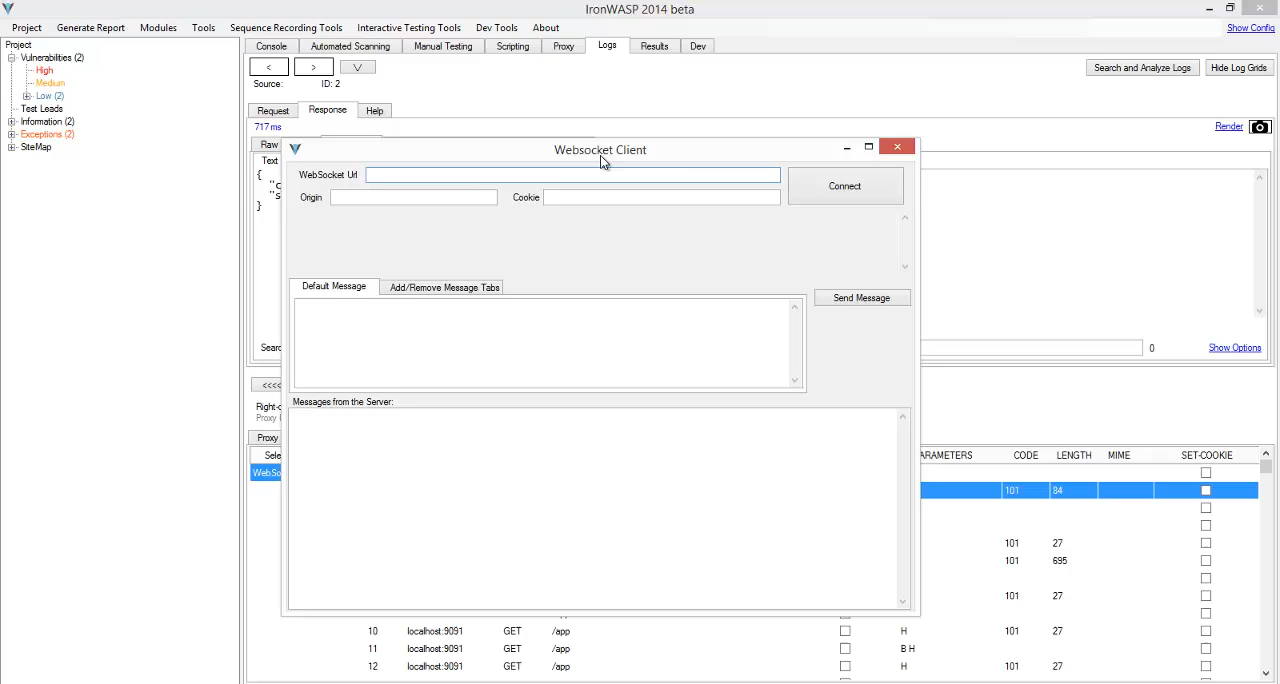 IronWASP 2014 beta
Project Generate Report Modules Tools Sequence Recording Tools Interactive Testing Tools Dev Tools About Show Config
Project
Vulnerabilities (2)
High
Medium
Low (2)
Test Leads
Information (2)
Exceptions (2)
SiteMap
Console Automated Scanning Manual Testing Scripting Proxy Logs Results Dev
< > \/ Search and Analyze Logs Hide Log Grids
Source: ID: 2
Request Response Help
717 ms Render
Raw
Text
{
"c
"s
}
Searc 0 Show Options
<<<<
Right-c
Proxy
Proxy
Sele ARAMETERS CODE LENGTH MIME SET-COOKIE
WebSo
101 84
101 27
101 695
101 27
10 localhost:9091 GET /app H 101 27
11 localhost:9091 GET /app B H
12 localhost:9091 GET /app H 101 27
Websocket Client
WebSocket Url Connect
Origin Cookie
Default Message Add/Remove Message Tabs
Send Message
Messages from the Server: